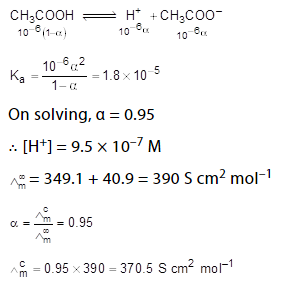 CH₃COOH ⇌ H⁺ + CH₃COO⁻
10⁻⁶(1-α) 10⁻⁶α 10⁻⁶α
Kₐ = 10⁻⁶α² / 1-α = 1.8 × 10⁻⁵
On solving, α = 0.95
∴ [H⁺] = 9.5 × 10⁻⁷ M
∧ₘ^∞ = 349.1 + 40.9 = 390 S cm² mol⁻¹
α = ∧ₘᶜ / ∧ₘ^∞ = 0.95
∧ₘᶜ = 0.95 × 390 = 370.5 S cm² mol⁻¹